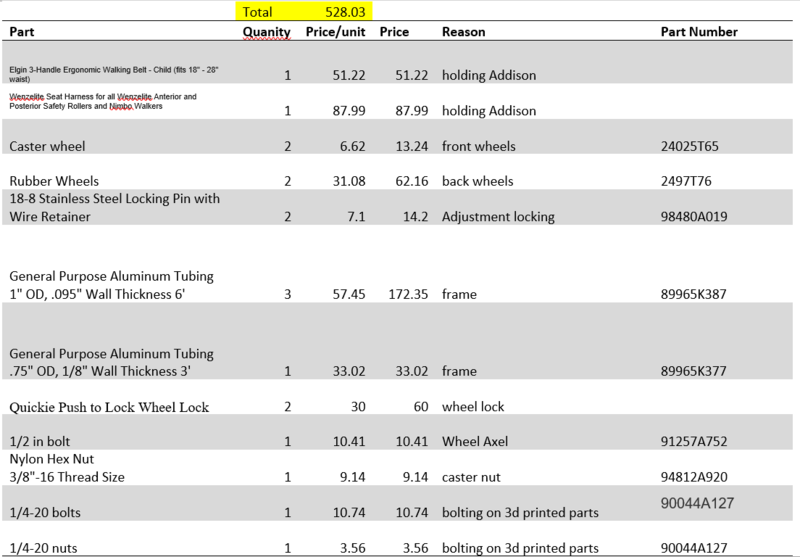 Total 528.03
Part Quanity Price/unit Price Reason Part Number
Elgin 3-Handle Ergonomic Walking Belt - Child (fits 18" - 28"
waist) 1 51.22 51.22 holding Addison
Wenzelite Seat Harness for all Wenzelite Anterior and
Posterior Safety Rollers and Nimbo Walkers
1 87.99 87.99 holding Addison
Caster wheel 2 6.62 13.24 front wheels 24025T65
Rubber Wheels 2 31.08 62.16 back wheels 2497T76
18-8 Stainless Steel Locking Pin with
Wire Retainer 2 7.1 14.2 Adjustment locking 98480A019
General Purpose Aluminum Tubing
1" OD, .095" Wall Thickness 6' 3 57.45 172.35 frame 89965K387
General Purpose Aluminum Tubing
.75" OD, 1/8" Wall Thickness 3' 1 33.02 33.02 frame 89965K377
Quickie Push to Lock Wheel Lock 2 30 60 wheel lock
1/2 in bolt 1 10.41 10.41 Wheel Axel 91257A752
Nylon Hex Nut
3/8"-16 Thread Size 1 9.14 9.14 caster nut 94812A920
1/4-20 bolts 1 10.74 10.74 bolting on 3d printed parts 90044A127
1/4-20 nuts 1 3.56 3.56 bolting on 3d printed parts 90044A127